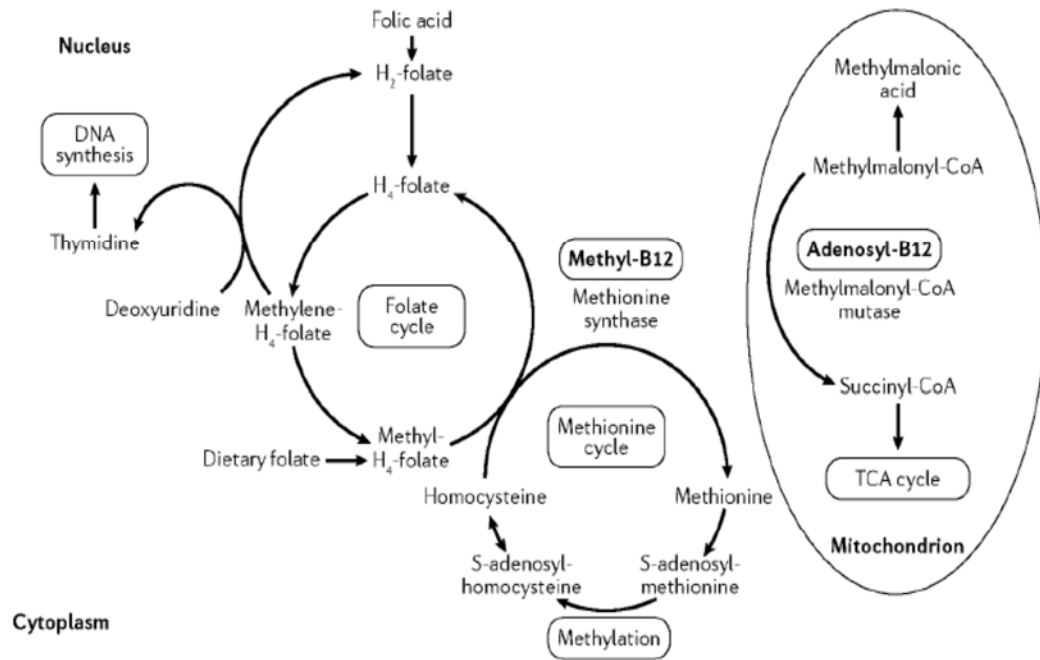 Nucleus
Folic acid
H2-folate
DNA
synthesis
H4-folate
Thymidine
Deoxyuridine
Methylene-
H4-folate
Folate
cycle
Methyl-B12
Methionine
synthase
Dietary folate
Methyl-
H4-folate
Methionine
cycle
Homocysteine
Methionine
S-adenosyl-
homocysteine
S-adenosyl-
methionine
Methylation
Cytoplasm
Methylmalonic
acid
Methylmalonyl-CoA
Adenosyl-B12
Methylmalonyl-CoA
mutase
Succinyl-CoA
TCA cycle
Mitochondrion